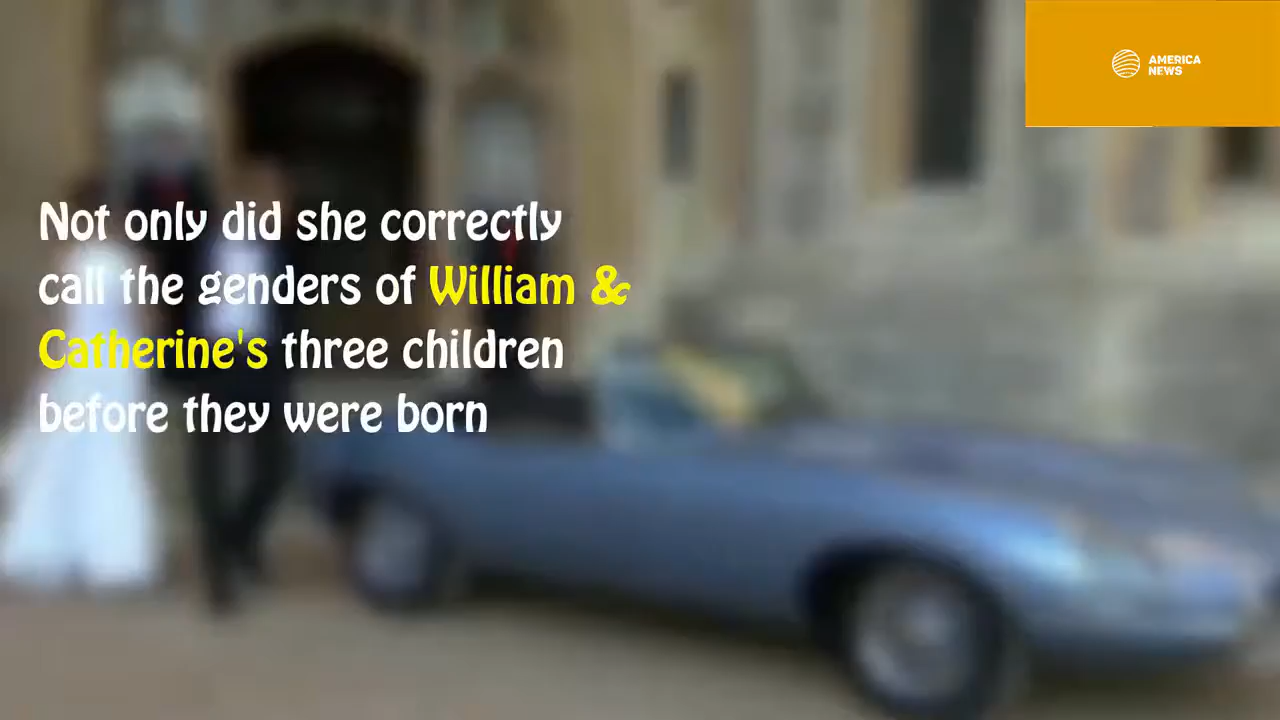 AMERICA
NEWS
Not only did she correctly
call the genders of William &
Catherine's three children
before they were born